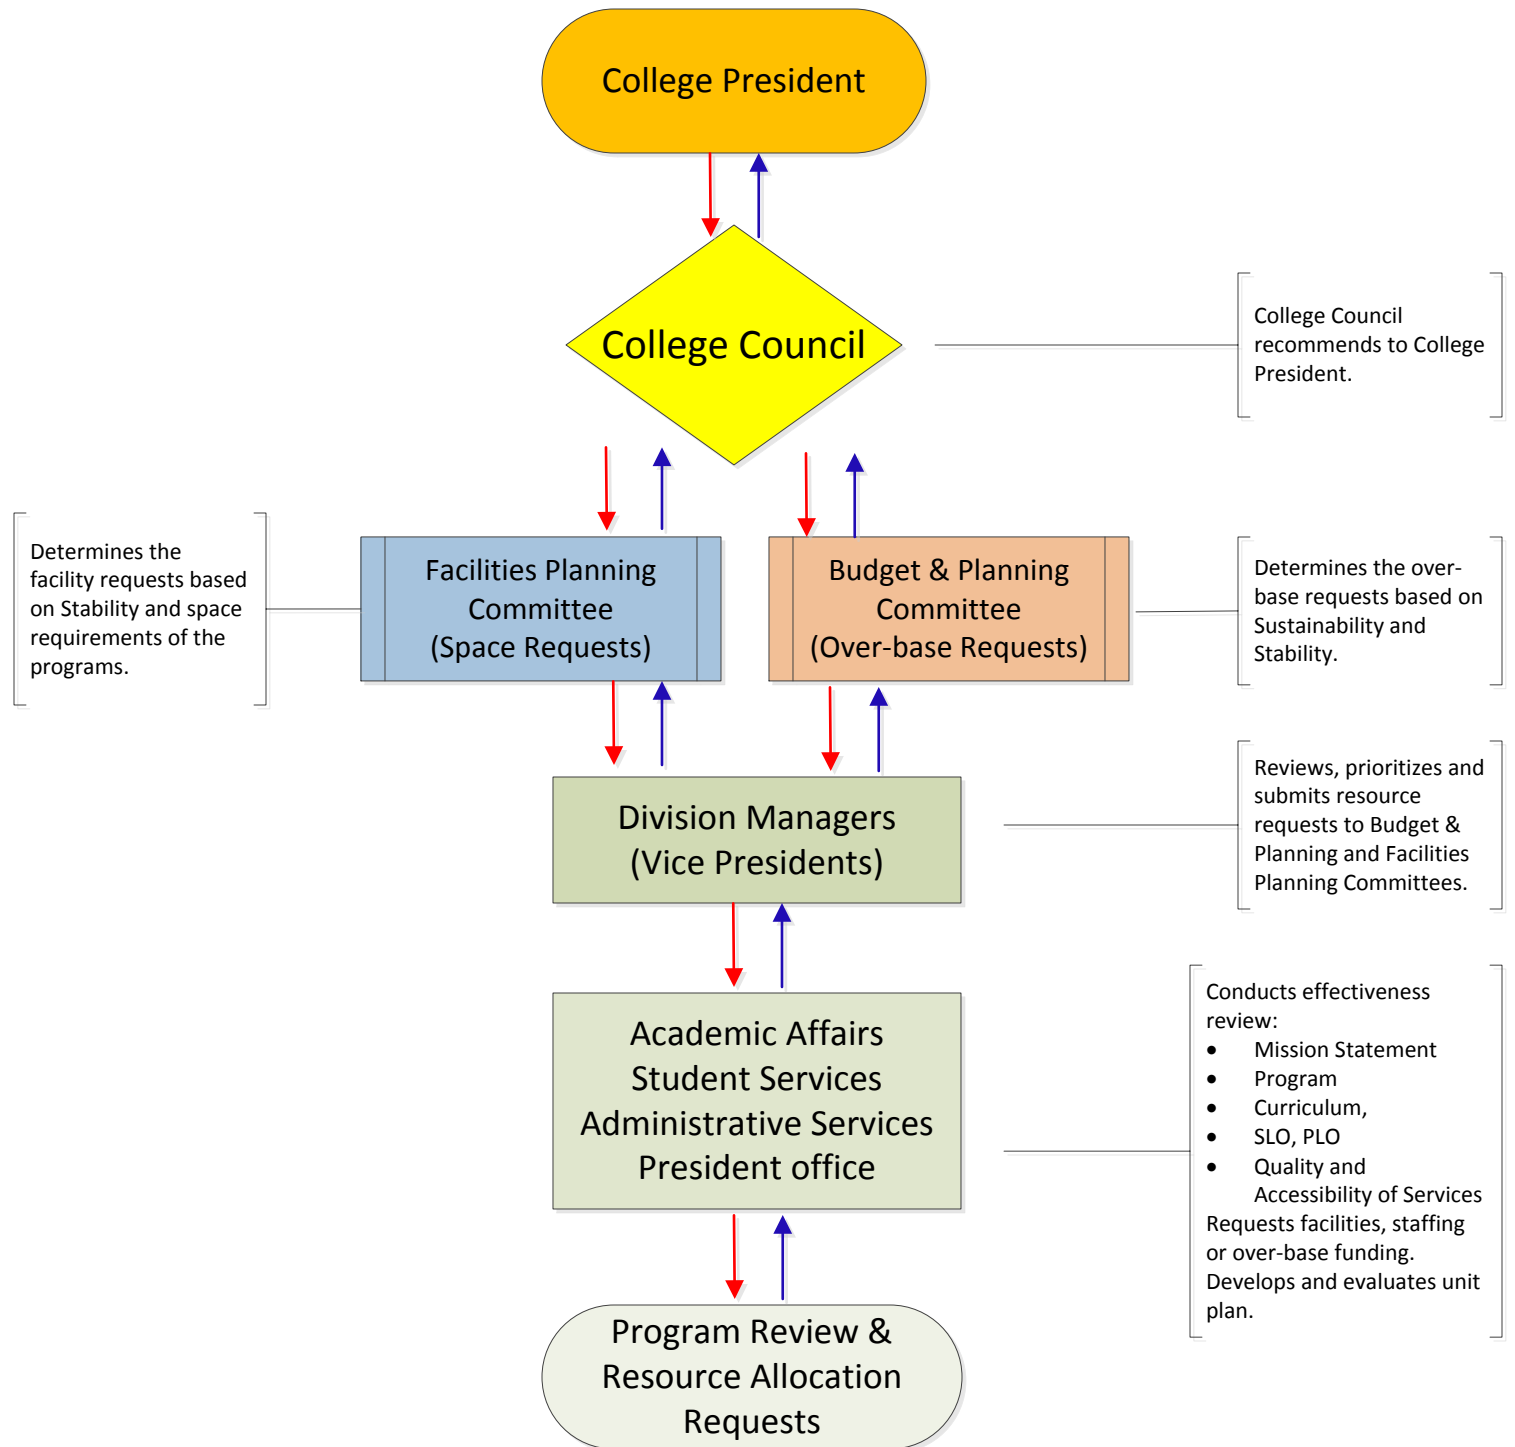 College President
College Council
College Council
recommends to College
President.
Determines the
facility requests based
on Stability and space
requirements of the
programs.
Facilities Planning
Committee
(Space Requests)
Budget & Planning
Committee
(Over-base Requests)
Determines the over-
base requests based on
Sustainability and
Stability.
Division Managers
(Vice Presidents)
Reviews, prioritizes and
submits resource
requests to Budget &
Planning and Facilities
Planning Committees.
Academic Affairs
Student Services
Administrative Services
President office
Conducts effectiveness
review:
• Mission Statement
• Program
• Curriculum,
• SLO, PLO
• Quality and
Accessibility of Services
Requests facilities, staffing
or over-base funding.
Develops and evaluates unit
plan.
Program Review &
Resource Allocation
Requests